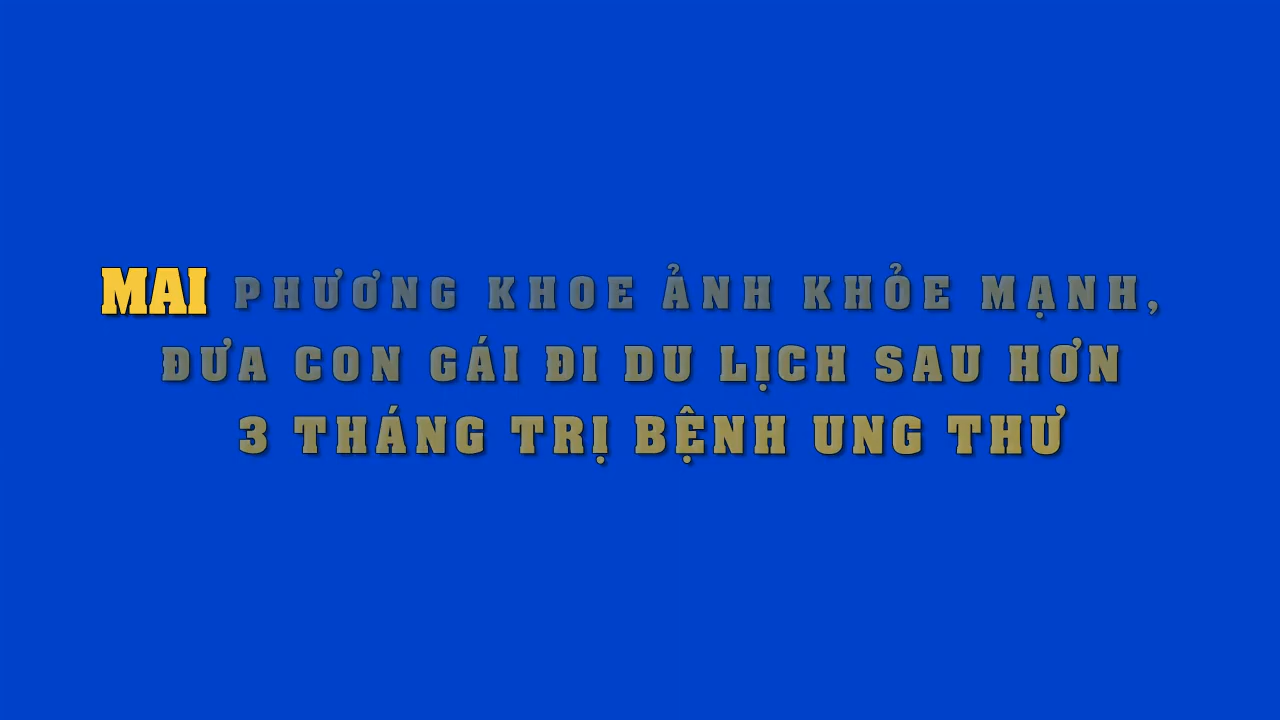 MAI PHƯƠNG KHOE ẢNH KHỎE MẠNH,
ĐƯA CON GÁI ĐI DU LỊCH SAU HƠN
3 THÁNG TRỊ BỆNH UNG THƯ